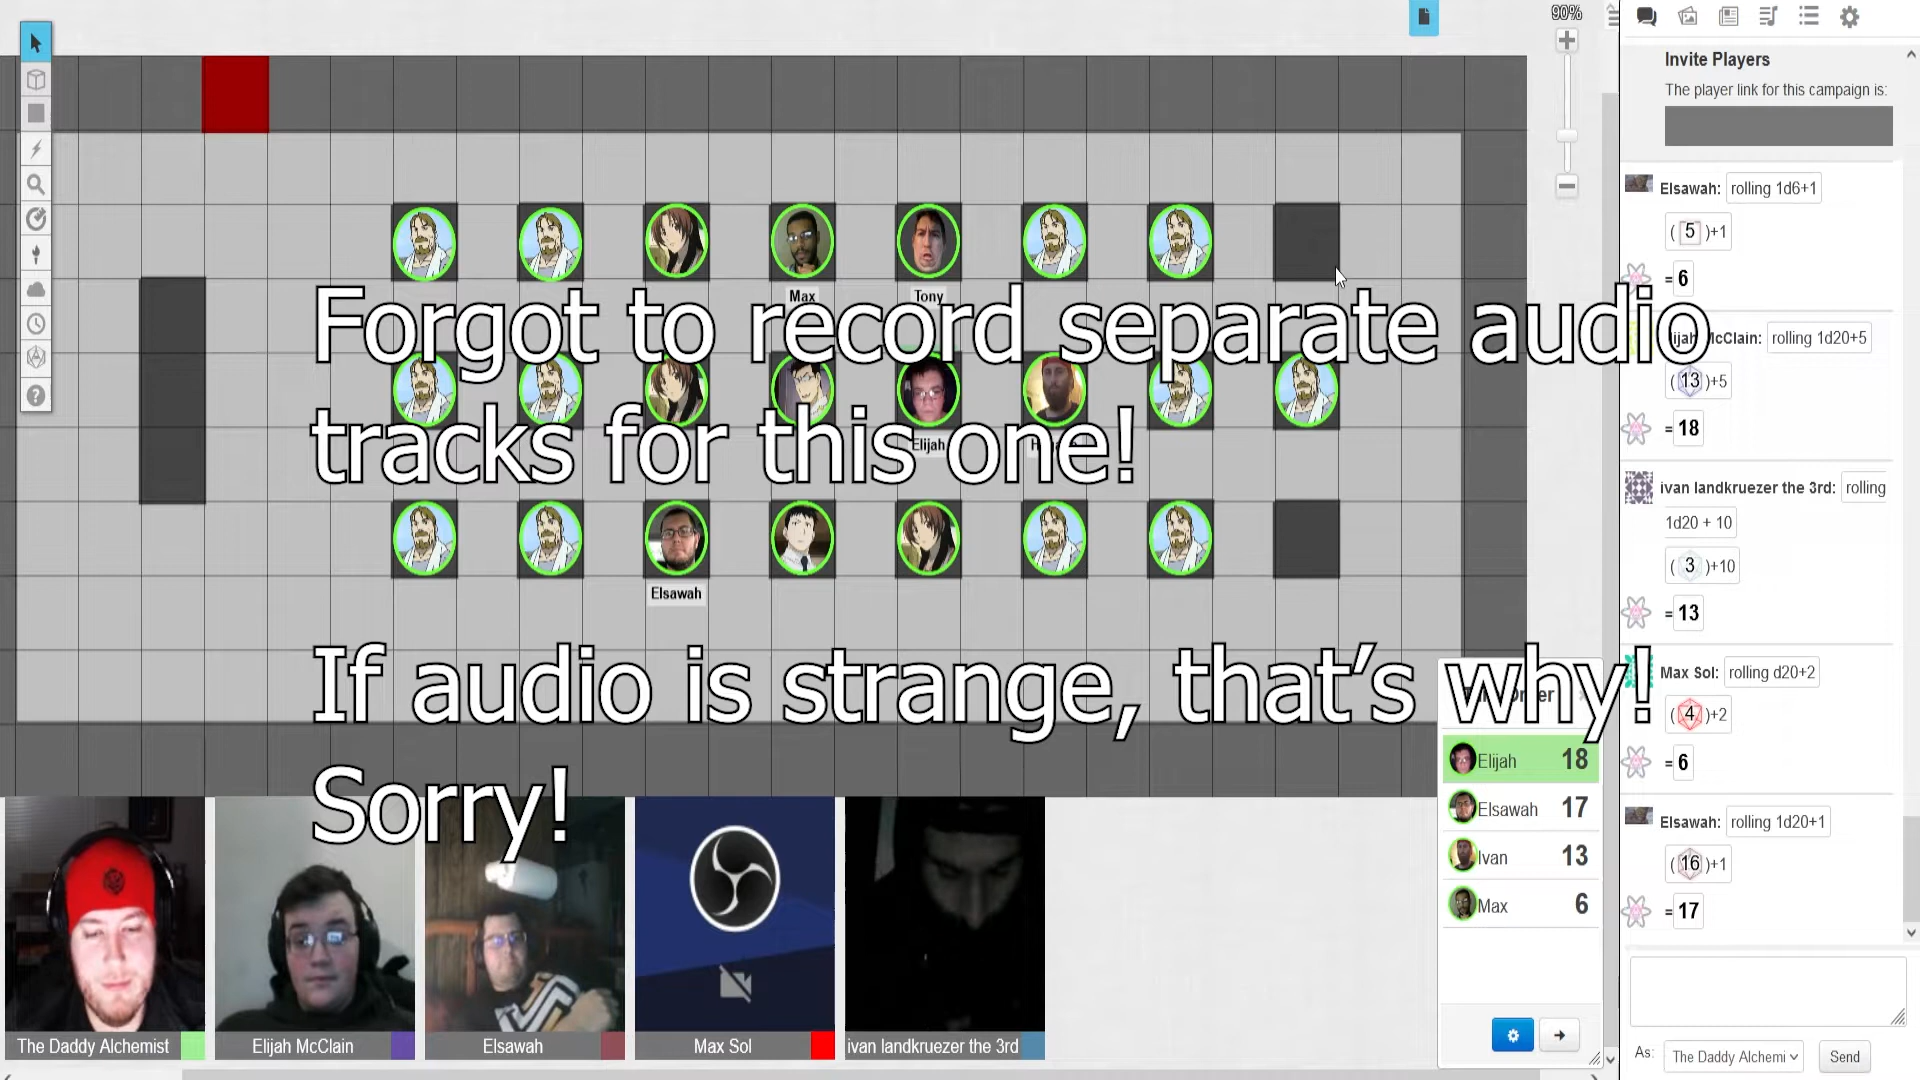 90%
Invite Players
The player link for this campaign is:
Elsawah: rolling 1d6+1
(5)+1
=6
Max
Tony
Forgot to record separate audio
tracks for this one!
McClain: rolling 1d20+5
(13)+5
=18
Elijah
ivan landkruezer the 3rd: rolling
1d20 + 10
(3)+10
=13
Elsawah
If audio is strange, that's why!
Sorry!
Max Sol: rolling d20+2
(4)+2
=6
Elijah 18
Elsawah 17
Ivan 13
Max 6
Elsawah: rolling 1d20+1
(16)+1
=17
The Daddy Alchemist
Elijah McClain
Elsawah
Max Sol
ivan landkruezer the 3rd
As: The Daddy Alchemi
Send